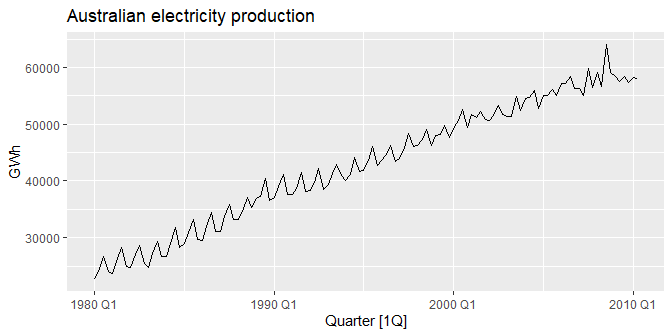 Australian electricity production
GWh
60000
50000
40000
30000
1980 Q1
1990 Q1
2000 Q1
2010 Q1
Quarter [1Q]